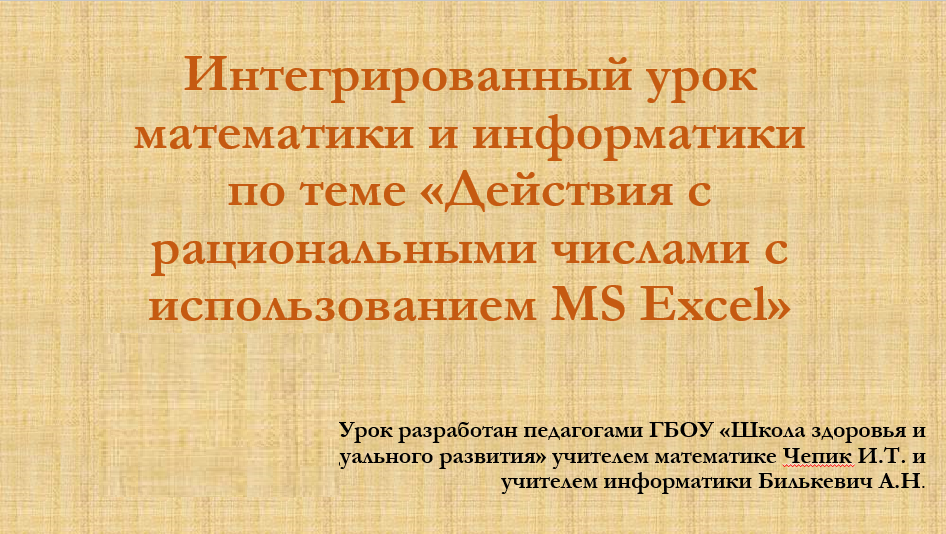 Интегрированный урок
математики и информатики
по теме «Действия с
рациональными числами с
использованием MS Excel»
Урок разработан педагогами ГБОУ «Школа здоровья и
уального развития» учителем математике Чепик И.Т. и
учителем информатики Билькевич А.Н.